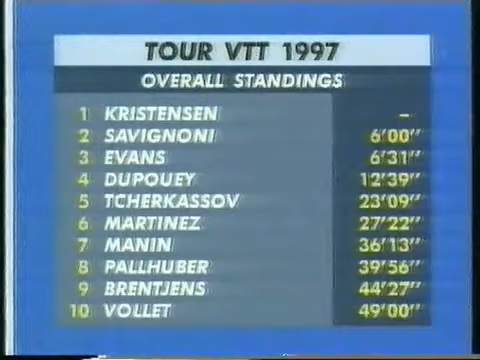 TOUR VTT 1997
OVERALL STANDINGS
1 KRISTENSEN –
2 SAVIGNONI 6'00"
3 EVANS 6'31"
4 DUPOUEY 12'39"
5 TCHERKASSOV 23'09"
6 MARTINEZ 27'22"
7 MANIN 36'13"
8 PALLHUBER 39'56"
9 BRENTJENS 44'27"
10 VOLLET 49'00"